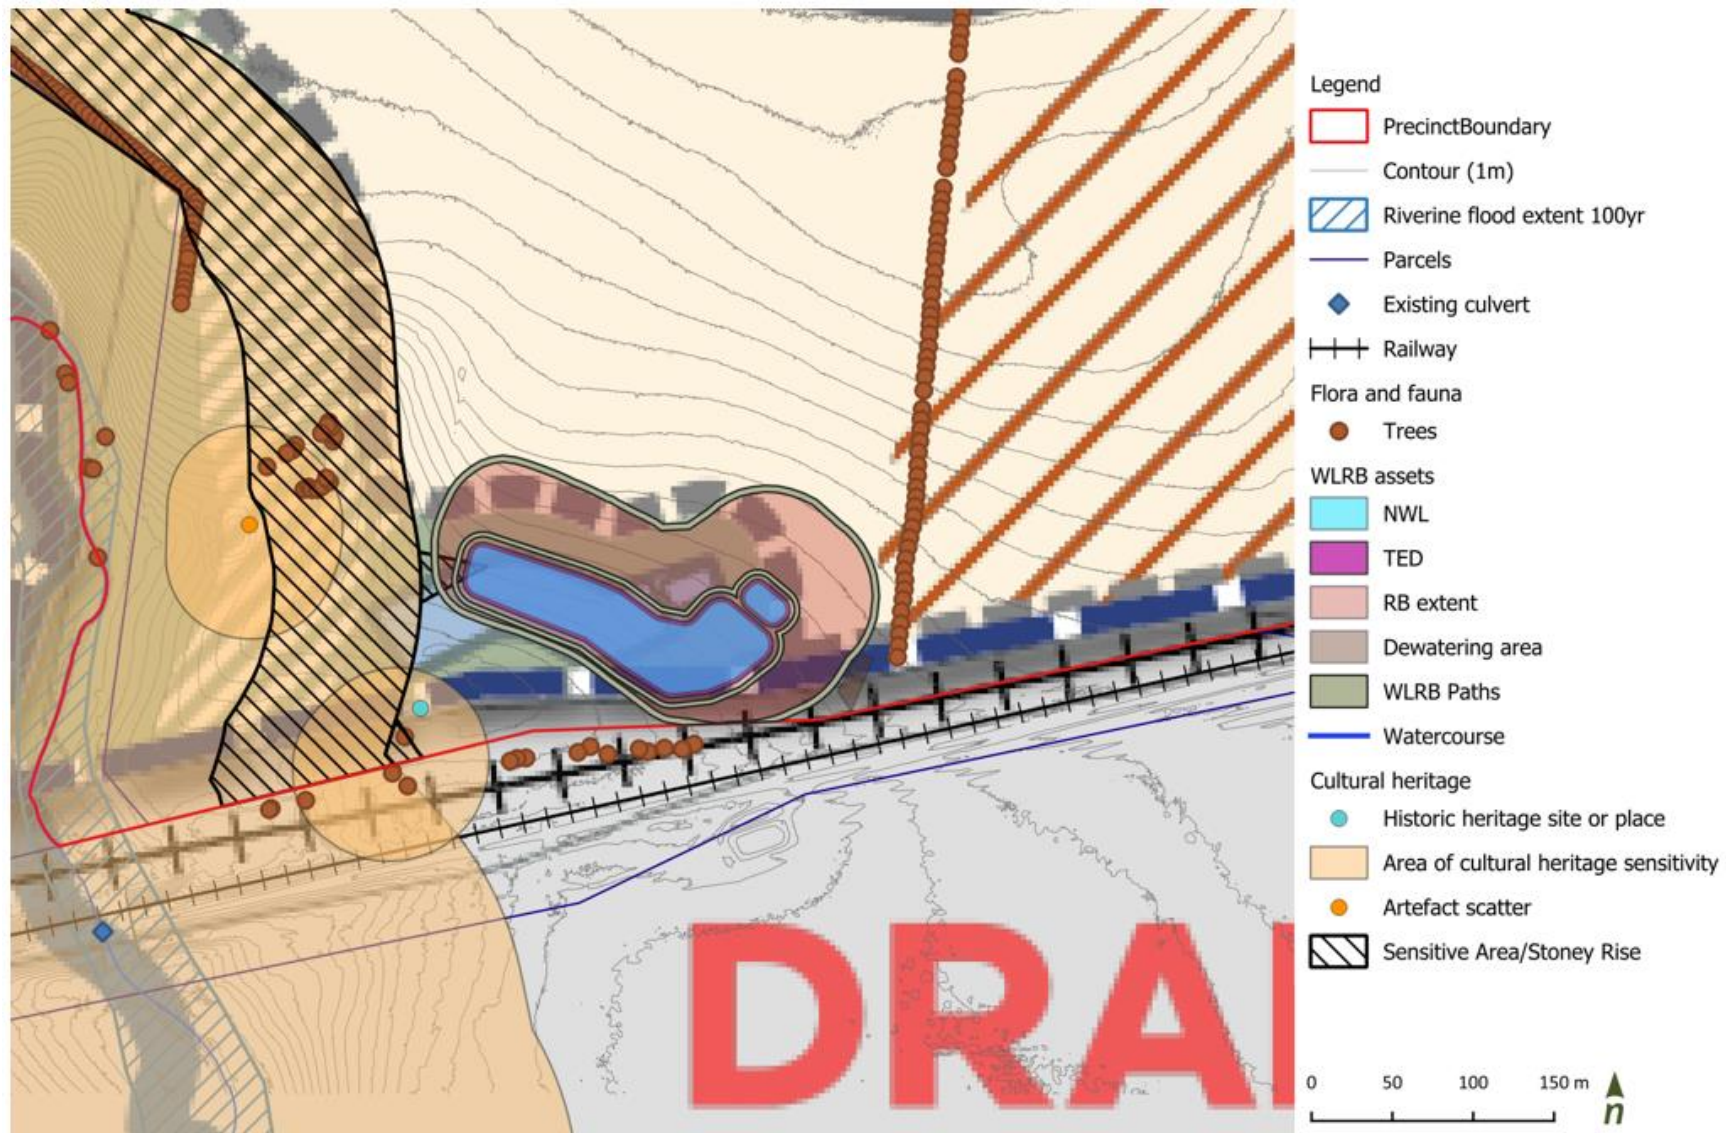 Legend
PrecinctBoundary
Contour (1m)
Riverine flood extent 100yr
Parcels
Existing culvert
Railway
Flora and fauna
Trees
WLRB assets
NWL
TED
RB extent
Dewatering area
WLRB Paths
Watercourse
Cultural heritage
Historic heritage site or place
Area of cultural heritage sensitivity
Artefact scatter
Sensitive Area/Stoney Rise
DRA
0 50 100 150 m
n